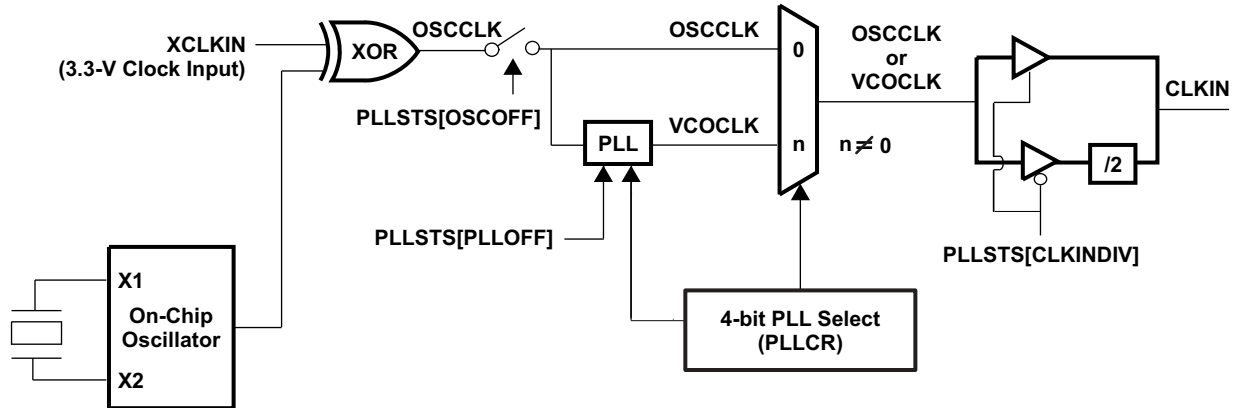 XCLKIN
(3.3-V Clock Input)
XOR
OSCCLK
PLLSTS[OSCOFF]
OSCCLK
0
OSCCLK
or
VCOCLK
CLKIN
PLL
VCOCLK
n
n ≠ 0
/2
PLLSTS[PLLOFF]
PLLSTS[CLKINDIV]
X1
On-Chip
Oscillator
X2
4-bit PLL Select
(PLLCR)